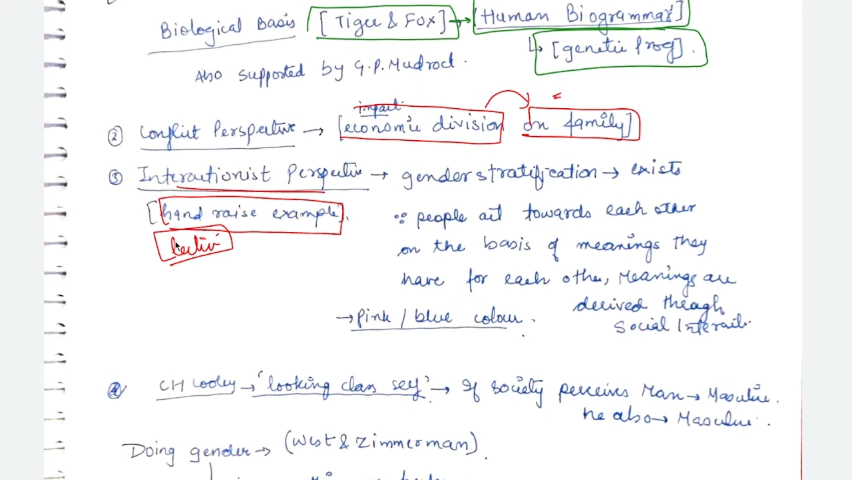 Biological Basis [Tiger & Fox] → [Human Biogrammar]
↳ [genetic Prog].
Also supported by G.P. Mudrock.
impact
② Conflict Perspective → [economic division on family]
③ Interactionist Perspective → gender stratification → exists
[hand raise example]. ∵ people act towards each other
on the basis of meanings they
have for each other, Meanings are
derived through
Social Interaction.
→ Pink / blue colour.
④ CH Cooley → 'looking glass self' → If society perceives Man → Masculine.
he also → Masculine.
Doing gender → (West & Zimmerman)